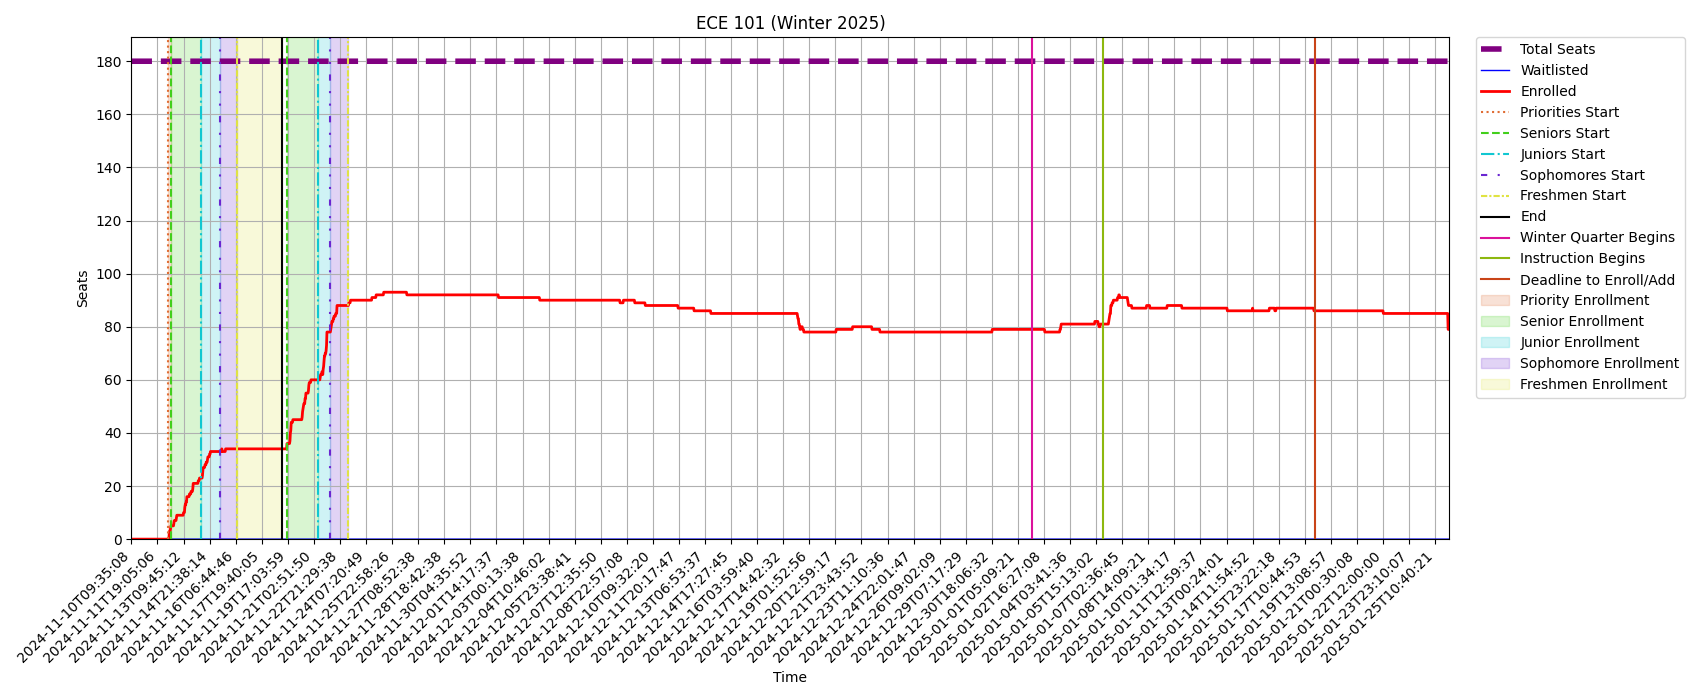 ECE 101 (Winter 2025)
Seats
180
160
140
120
100
80
60
40
20
0
2024-11-10T09:35:08
2024-11-11T19:05:06
2024-11-13T09:45:12
2024-11-14T21:38:14
2024-11-16T06:44:46
2024-11-17T19:40:05
2024-11-19T17:03:59
2024-11-21T02:51:50
2024-11-22T21:29:38
2024-11-24T07:20:49
2024-11-25T22:58:26
2024-11-27T08:52:38
2024-11-28T18:42:38
2024-11-30T04:35:52
2024-12-01T14:17:37
2024-12-03T00:13:38
2024-12-04T10:46:02
2024-12-05T23:38:41
2024-12-07T12:35:50
2024-12-08T22:57:08
2024-12-10T09:32:20
2024-12-11T20:17:47
2024-12-13T06:53:37
2024-12-14T17:27:45
2024-12-16T03:59:40
2024-12-17T14:42:32
2024-12-19T01:52:56
2024-12-20T12:59:17
2024-12-21T23:43:52
2024-12-23T11:10:36
2024-12-24T22:01:47
2024-12-26T09:02:09
2024-12-29T07:17:29
2024-12-30T18:06:32
2025-01-01T05:09:21
2025-01-02T16:27:08
2025-01-04T03:41:36
2025-01-05T15:13:02
2025-01-07T02:36:45
2025-01-08T14:09:21
2025-01-10T01:34:17
2025-01-11T12:59:37
2025-01-13T00:24:01
2025-01-14T11:54:52
2025-01-15T23:22:18
2025-01-17T10:44:53
2025-01-19T13:08:57
2025-01-21T00:30:08
2025-01-22T12:00:00
2025-01-23T23:10:07
2025-01-25T10:40:21
Time
Total Seats
Waitlisted
Enrolled
Priorities Start
Seniors Start
Juniors Start
Sophomores Start
Freshmen Start
End
Winter Quarter Begins
Instruction Begins
Deadline to Enroll/Add
Priority Enrollment
Senior Enrollment
Junior Enrollment
Sophomore Enrollment
Freshmen Enrollment